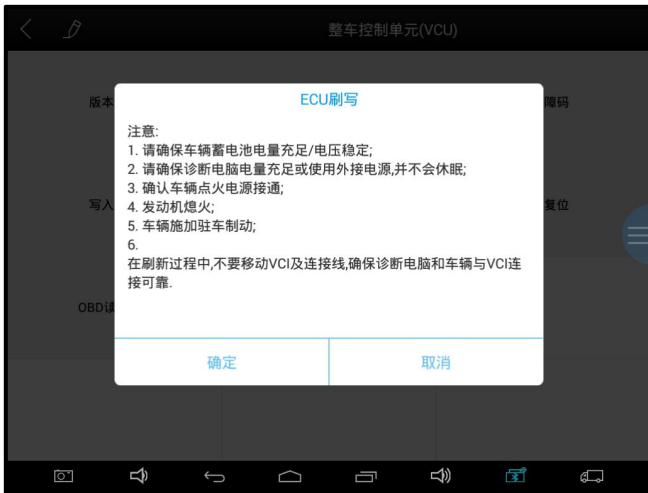 整车控制单元(VCU)
版本
障码
ECU刷写
注意:
1. 请确保车辆蓄电池电量充足/电压稳定;
2. 请确保诊断电脑电量充足或使用外接电源,并不会休眠;
3. 确认车辆点火电源接通;
4. 发动机熄火;
5. 车辆施加驻车制动;
6.
在刷新过程中,不要移动VCI及连接线,确保诊断电脑和车辆与VCI连
接可靠.
写入
复位
OBD读
确定
取消